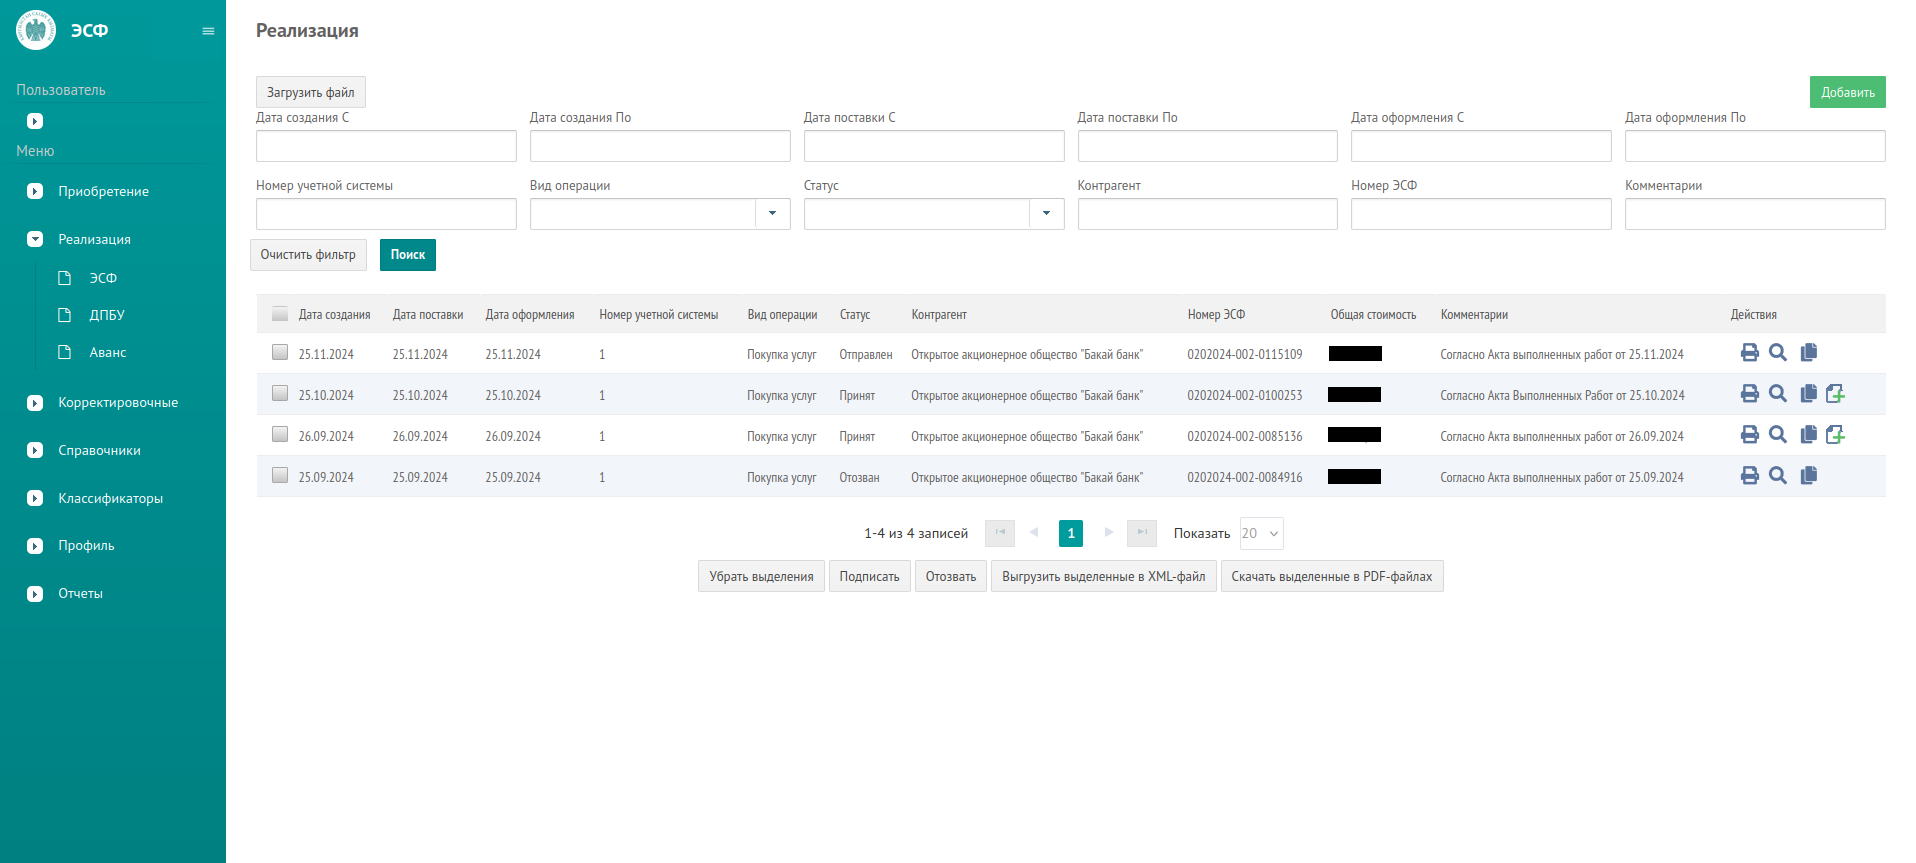 ЭСФ
Пользователь
Меню
Приобретение
Реализация
ЭСФ
ДПБУ
Аванс
Корректировочные
Справочники
Классификаторы
Профиль
Отчеты
Реализация
Загрузить файл
Добавить
Дата создания С Дата создания По Дата поставки С Дата поставки По Дата оформления С Дата оформления По
Номер учетной системы Вид операции Статус Контрагент Номер ЭСФ Комментарии
Очистить фильтр Поиск
Дата создания Дата поставки Дата оформления Номер учетной системы Вид операции Статус Контрагент Номер ЭСФ Общая стоимость Комментарии Действия
25.11.2024 25.11.2024 25.11.2024 1 Покупка услуг Отправлен Открытое акционерное общество "Бакай банк" 0202024-002-0115109 Согласно Акта выполненных работ от 25.11.2024
25.10.2024 25.10.2024 25.10.2024 1 Покупка услуг Принят Открытое акционерное общество "Бакай банк" 0202024-002-0100253 Согласно Акта Выполненных Работ от 25.10.2024
26.09.2024 26.09.2024 26.09.2024 1 Покупка услуг Принят Открытое акционерное общество "Бакай банк" 0202024-002-0085136 Согласно Акта выполненных работ от 26.09.2024
25.09.2024 25.09.2024 25.09.2024 1 Покупка услуг Отозван Открытое акционерное общество "Бакай банк" 0202024-002-0084916 Согласно Акта выполненных работ от 25.09.2024
1-4 из 4 записей 1 Показать 20
Убрать выделения Подписать Отозвать Выгрузить выделенные в XML-файл Скачать выделенные в PDF-файлах